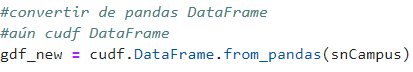 #convertir de pandas DataFrame
#aún cudf DataFrame
gdf_new = cudf.DataFrame.from_pandas(snCampus)